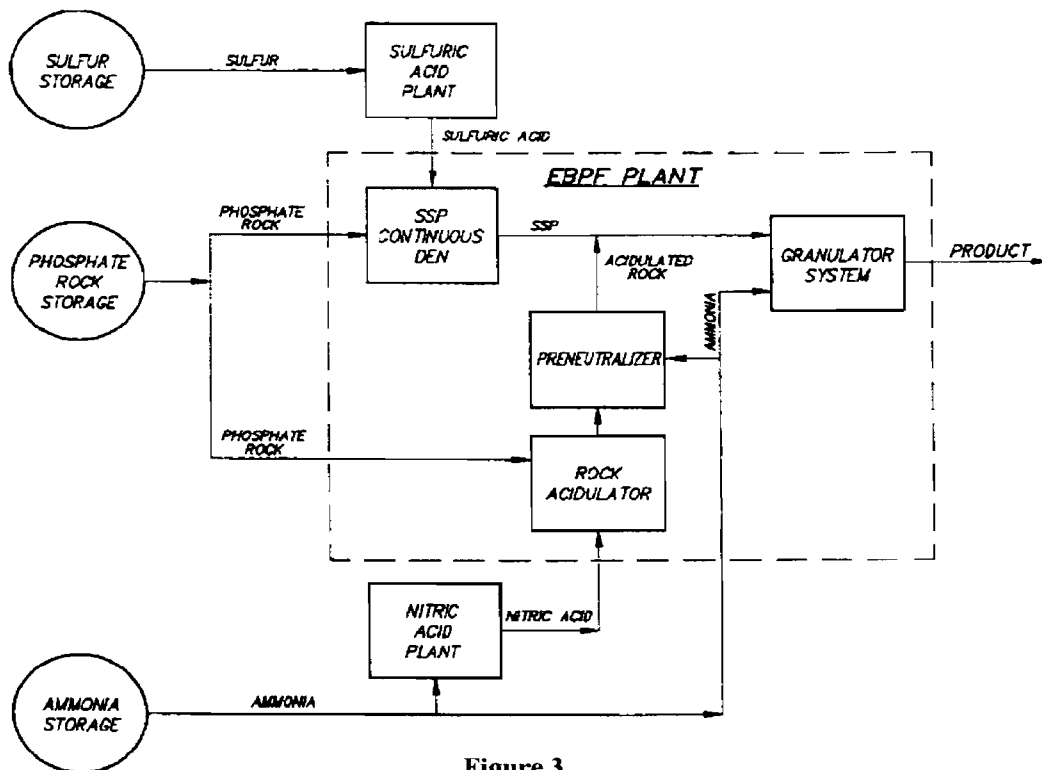 SULFUR
STORAGE
SULFUR
SULFURIC
ACID
PLANT
SULFURIC ACID
EBPF PLANT
PHOSPHATE
ROCK
SSP
CONTINUOUS
DEN
SSP
ACIDULATED
ROCK
GRANULATOR
SYSTEM
PRODUCT
PHOSPHATE
ROCK
STORAGE
AMMONIA
PRENEUTRALIZER
PHOSPHATE
ROCK
ROCK
ACIDULATOR
NITRIC
ACID
PLANT
NITRIC ACID
AMMONIA
STORAGE
AMMONIA
Figure 3